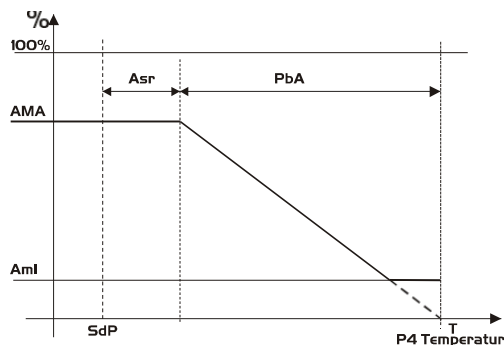 %
100%
Asr
PbA
AMA
AmI
SdP
T
P4 Temperatur